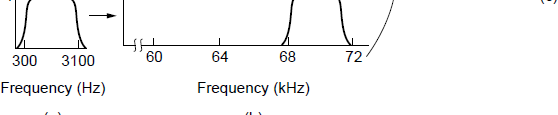 300 3100 60 64 68 72
Frequency (Hz) Frequency (kHz)